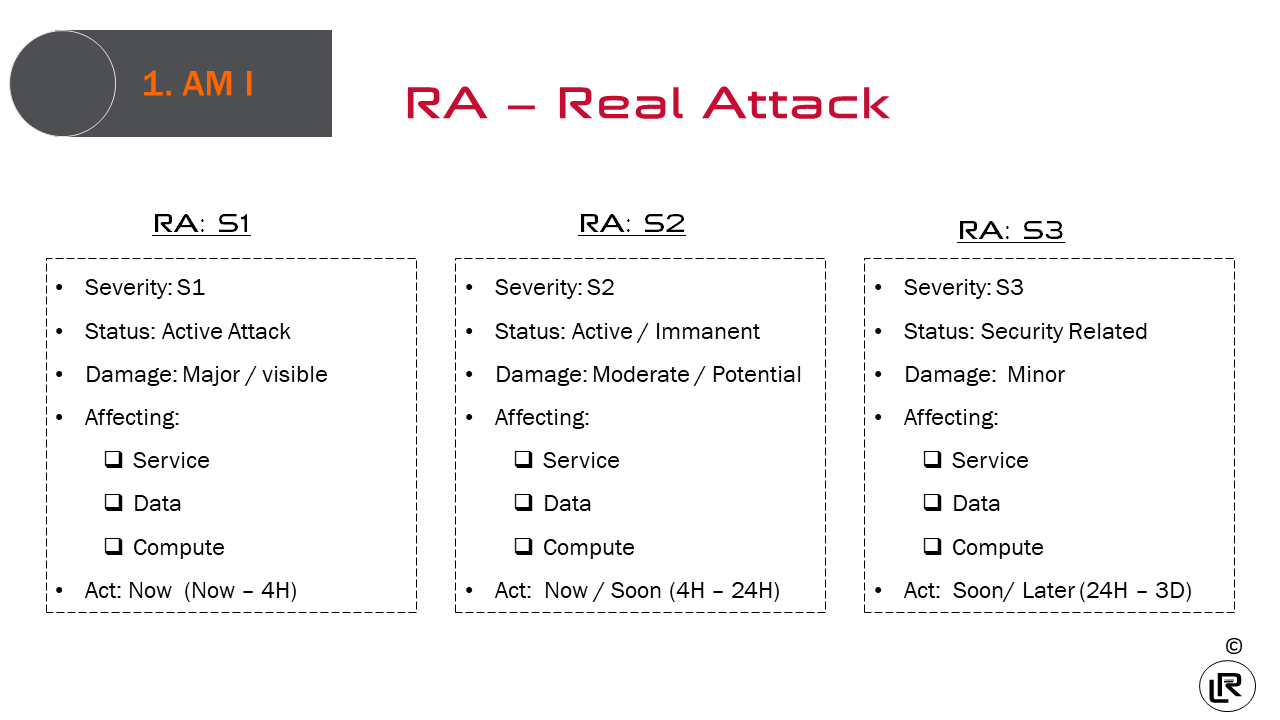 1. AM I
RA – Real Attack
RA: S1
• Severity: S1
• Status: Active Attack
• Damage: Major / visible
• Affecting:
❑ Service
❑ Data
❑ Compute
• Act: Now (Now – 4H)
RA: S2
• Severity: S2
• Status: Active / Immanent
• Damage: Moderate / Potential
• Affecting:
❑ Service
❑ Data
❑ Compute
• Act: Now / Soon (4H – 24H)
RA: S3
• Severity: S3
• Status: Security Related
• Damage: Minor
• Affecting:
❑ Service
❑ Data
❑ Compute
• Act: Soon/ Later (24H – 3D)
©
LR